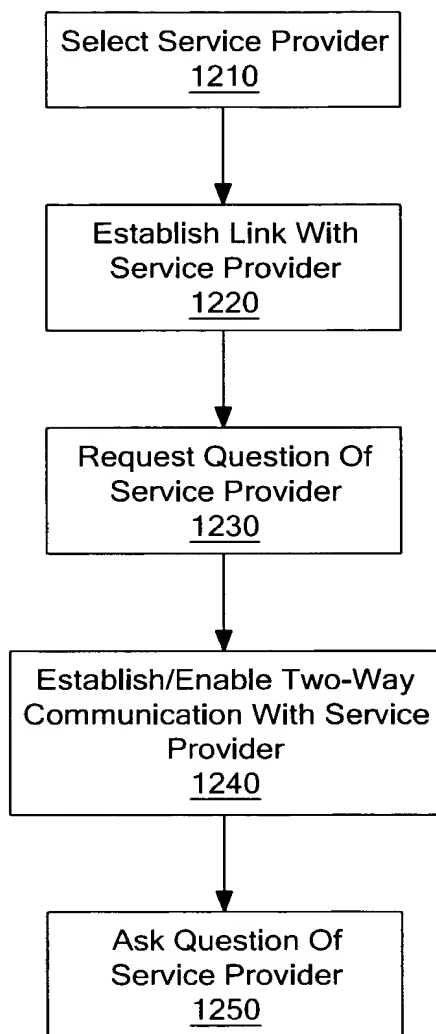 Select Service Provider
1210
Establish Link With
Service Provider
1220
Request Question Of
Service Provider
1230
Establish/Enable Two-Way
Communication With Service
Provider
1240
Ask Question Of
Service Provider
1250